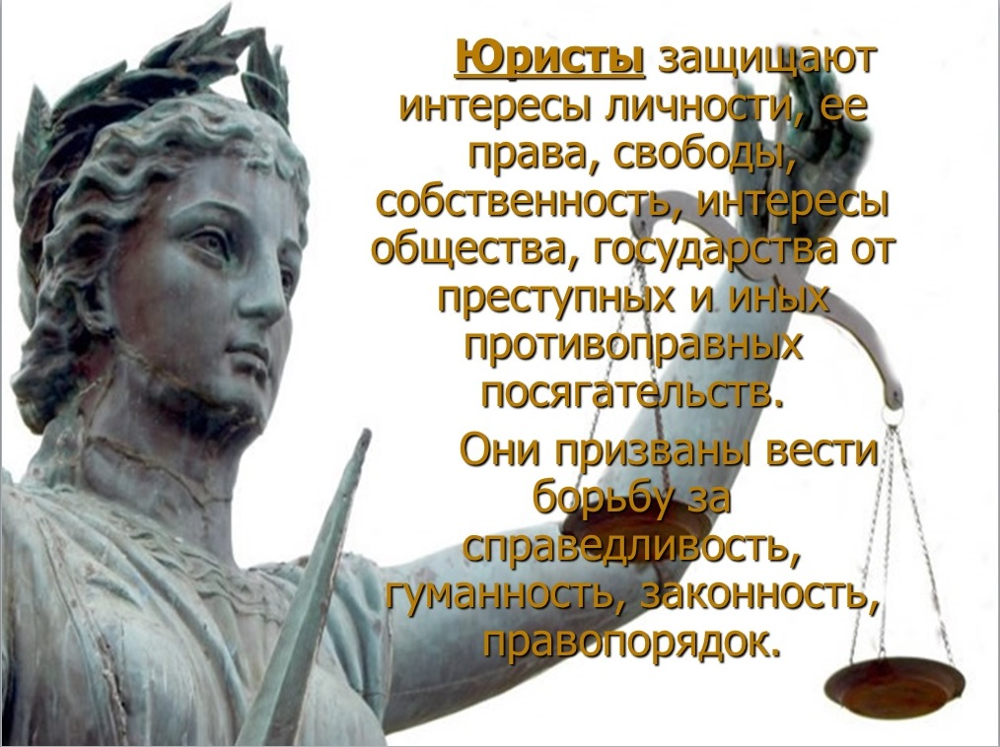 Юристы защищают
интересы личности, ее
права, свободы,
собственность, интересы
общества, государства от
преступных и иных
противоправных
посягательств.
Они призваны вести
борьбу за
справедливость,
гуманность, законность,
правопорядок.